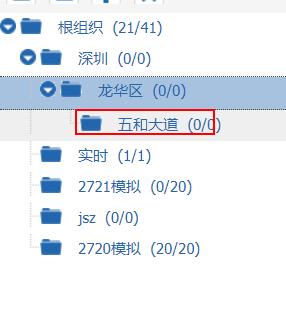 根组织 (21/41)
深圳 (0/0)
龙华区 (0/0)
五和大道 (0/0)
实时 (1/1)
2721模拟 (0/20)
jsz (0/0)
2720模拟 (20/20)